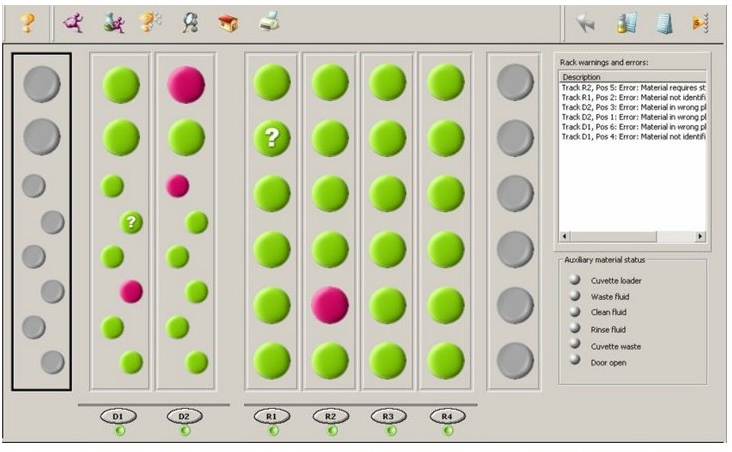 Rack warnings and errors:
Description
Track R2, Pos 5: Error: Material requires st
Track R1, Pos 2: Error: Material not identifi
Track D2, Pos 3: Error: Material in wrong pl
Track D2, Pos 1: Error: Material in wrong pl
Track D1, Pos 6: Error: Material in wrong pl
Track D1, Pos 4: Error: Material not identifi
?
?
Auxiliary material status
Cuvette loader
Waste fluid
Clean fluid
Rinse fluid
Cuvette waste
Door open
D1 D2 R1 R2 R3 R4